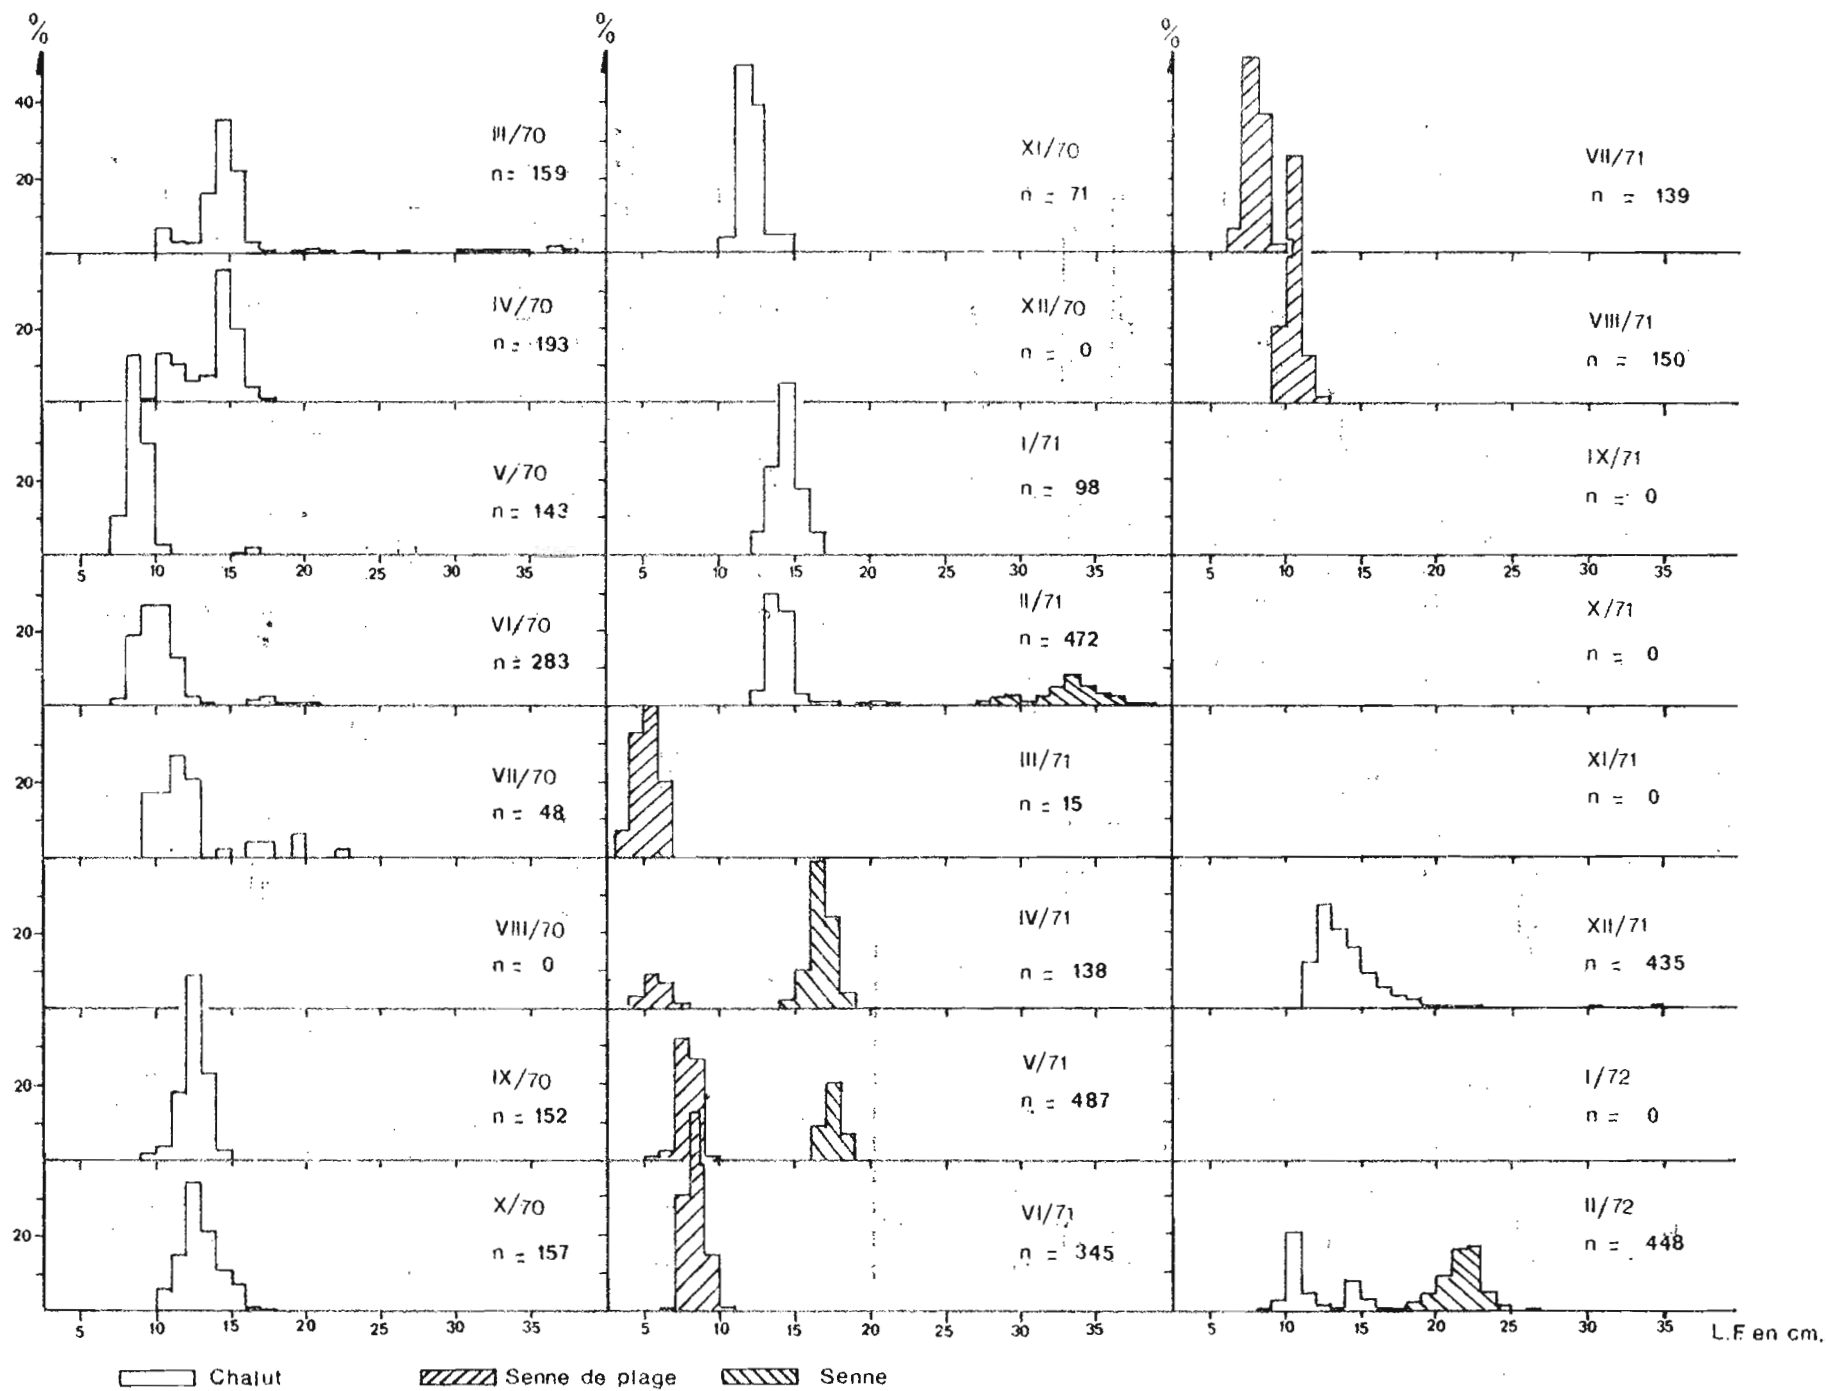 % % %
40
20
III/70
n = 159
20
IV/70
n = 193
20
V/70
n = 143
5 10 15 20 25 30 35
20
VI/70
n = 283
20
VII/70
n = 48
20
VIII/70
n = 0
20
IX/70
n = 152
20
X/70
n = 157
5 10 15 20 25 30 35
XI/70
n = 71
XII/70
n = 0
I/71
n = 98
5 10 15 20 25 30 35
II/71
n = 472
III/71
n = 15
IV/71
n = 138
V/71
n = 487
VI/71
n = 345
5 10 15 20 25 30 35
VII/71
n = 139
VIII/71
n = 150
IX/71
n = 0
5 10 15 20 25 30 35
X/71
n = 0
XI/71
n = 0
XII/71
n = 435
I/72
n = 0
II/72
n = 448
5 10 15 20 25 30 35 L.F. en cm.
Chalut Senne de plage Senne